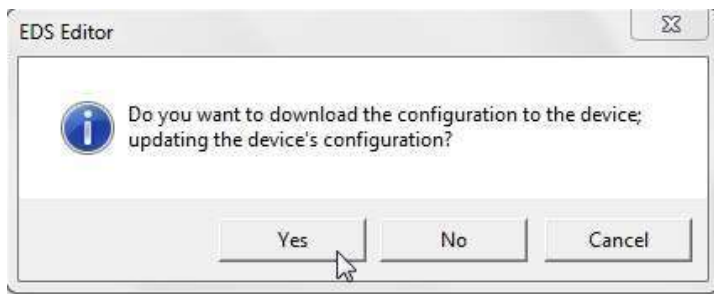 EDS Editor
Do you want to download the configuration to the device;
updating the device's configuration?
Yes No Cancel